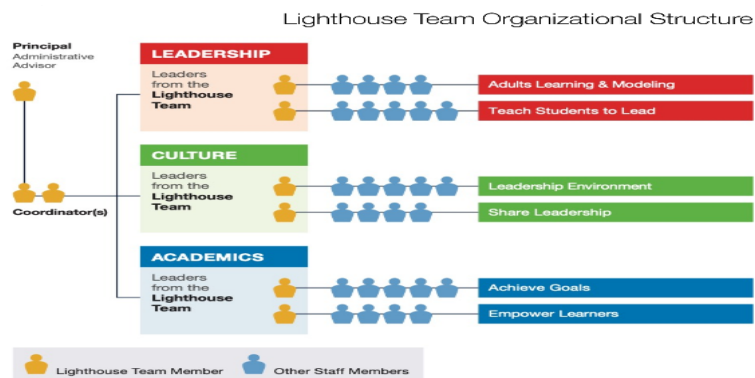 Lighthouse Team Organizational Structure
Principal
Administrative
Advisor
Coordinator(s)
LEADERSHIP
Leaders
from the
Lighthouse
Team
Adults Learning & Modeling
Teach Students to Lead
CULTURE
Leaders
from the
Lighthouse
Team
Leadership Environment
Share Leadership
ACADEMICS
Leaders
from the
Lighthouse
Team
Achieve Goals
Empower Learners
Lighthouse Team Member
Other Staff Members